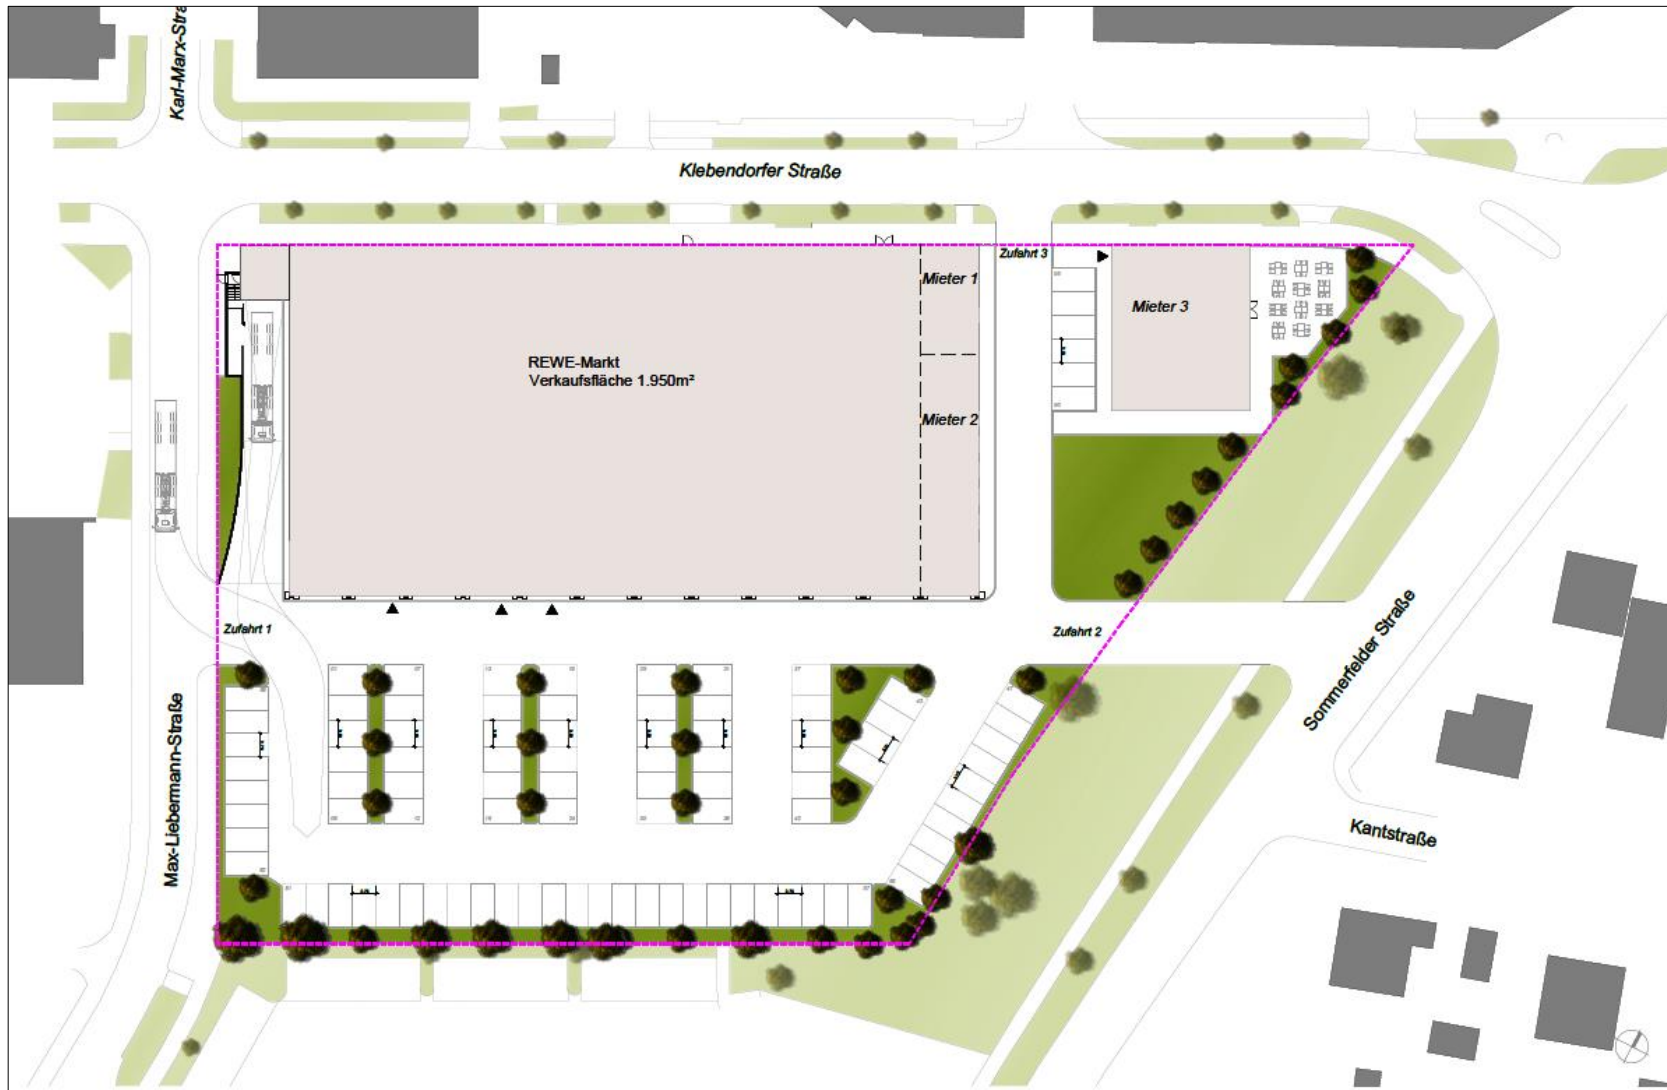 Karl-Marx-Stra
Klebendorfer Straße
Zufahrt 3
Mieter 1
Mieter 3
REWE-Markt
Verkaufsfläche 1.950m²
Mieter 2
Zufahrt 1
Zufahrt 2
Sommerfelder Straße
Max-Liebermann-Straße
Kantstraße